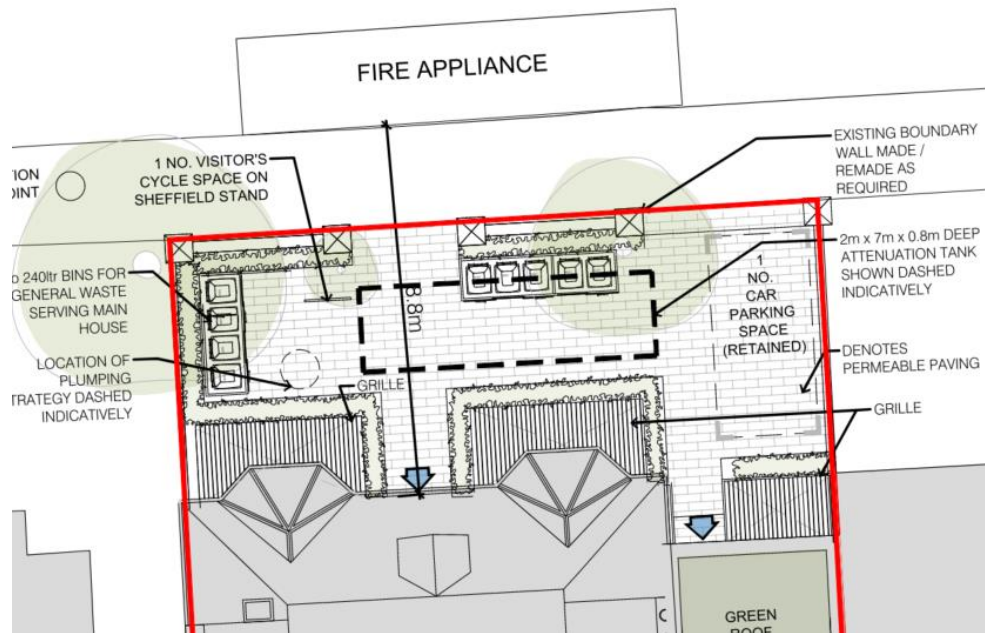 FIRE APPLIANCE
TION
OINT
1 NO. VISITOR'S
CYCLE SPACE ON
SHEFFIELD STAND
EXISTING BOUNDARY
WALL MADE /
REMADE AS
REQUIRED
240ltr BINS FOR
GENERAL WASTE
SERVING MAIN
HOUSE
8.8m
1
NO.
CAR
PARKING
SPACE
(RETAINED)
2m x 7m x 0.8m DEEP
ATTENUATION TANK
SHOWN DASHED
INDICATIVELY
LOCATION OF
PLUMPING
TRATEGY DASHED
INDICATIVELY
GRILLE
DENOTES
PERMEABLE PAVING
GRILLE
GREEN
ROOF